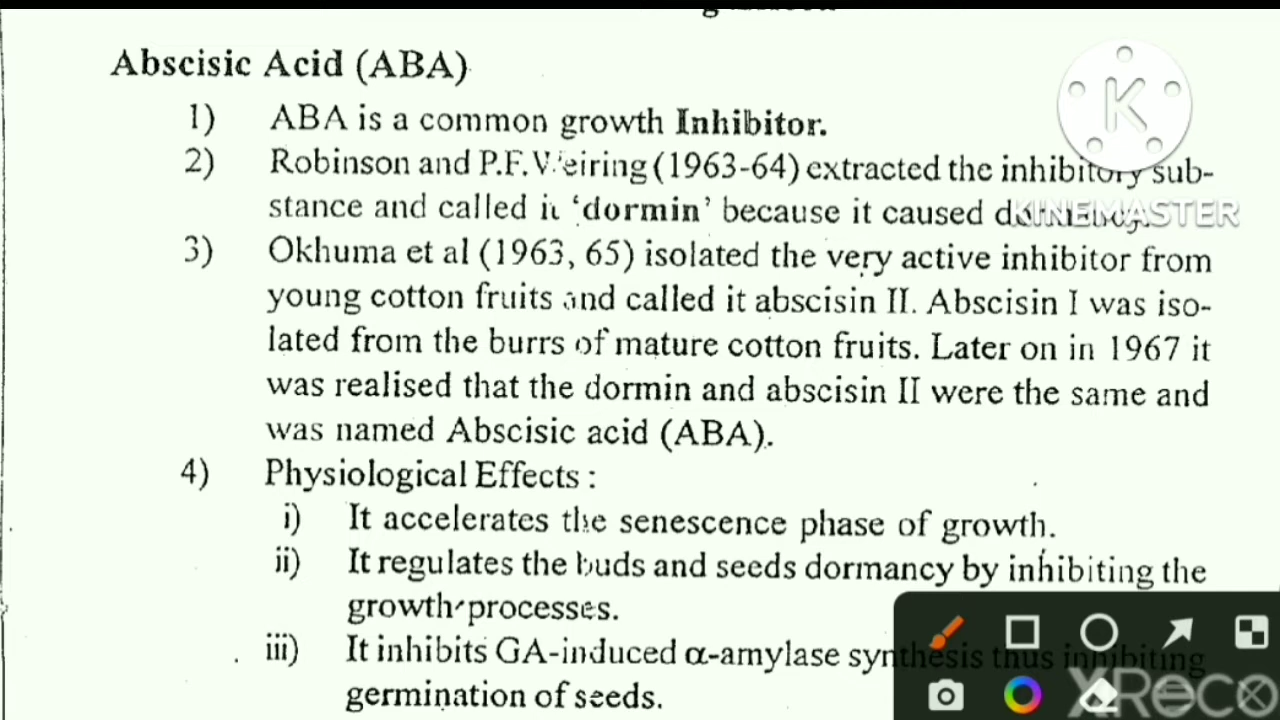 Abscisic Acid (ABA)
1) ABA is a common growth Inhibitor.
2) Robinson and P.F. Weiring (1963-64) extracted the inhibitory sub-
stance and called it ‘dormin’ because it caused
KINEMASTER
3) Okhuma et al (1963, 65) isolated the very active inhibitor from
young cotton fruits and called it abscisin II. Abscisin I was iso-
lated from the burrs of mature cotton fruits. Later on in 1967 it
was realised that the dormin and abscisin II were the same and
was named Abscisic acid (ABA).
4) Physiological Effects :
i) It accelerates the senescence phase of growth.
ii) It regulates the buds and seeds dormancy by inhibiting the
growth processes.
iii) It inhibits GA-induced α-amylase synthesis thus inhibiting
germination of seeds.
XReco